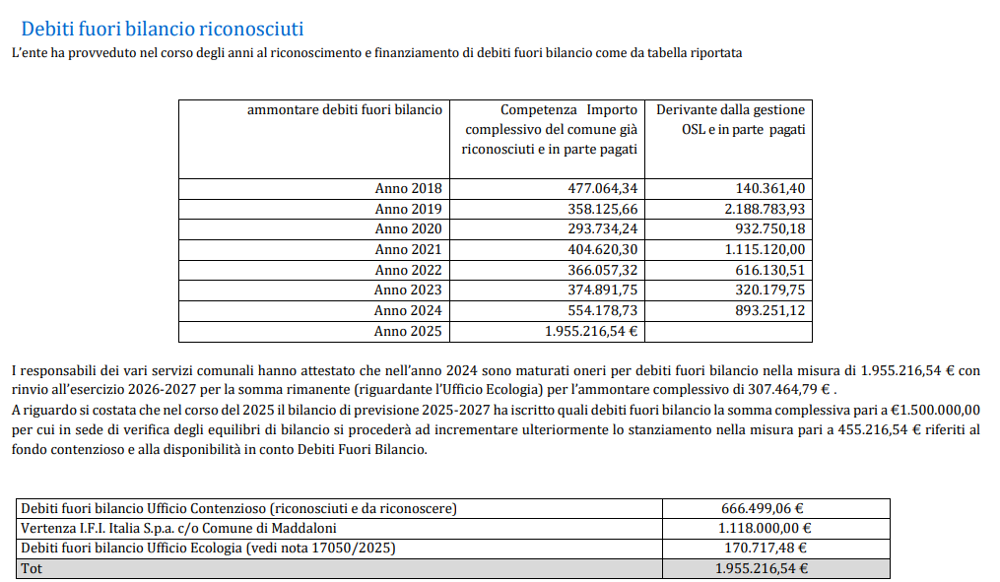 Debiti fuori bilancio riconosciuti
L'ente ha provveduto nel corso degli anni al riconoscimento e finanziamento di debiti fuori bilancio come da tabella riportata
ammontare debiti fuori bilancio | Competenza Importo complessivo del comune già riconosciuti e in parte pagati | Derivante dalla gestione OSL e in parte pagati
Anno 2018 | 477.064,34 | 140.361,40
Anno 2019 | 358.125,66 | 2.188.783,93
Anno 2020 | 293.734,24 | 932.750,18
Anno 2021 | 404.620,30 | 1.115.120,00
Anno 2022 | 366.057,32 | 616.130,51
Anno 2023 | 374.891,75 | 320.179,75
Anno 2024 | 554.178,73 | 893.251,12
Anno 2025 | 1.955.216,54 € |
I responsabili dei vari servizi comunali hanno attestato che nell'anno 2024 sono maturati oneri per debiti fuori bilancio nella misura di 1.955.216,54 € con
rinvio all'esercizio 2026-2027 per la somma rimanente (riguardante l'Ufficio Ecologia) per l'ammontare complessivo di 307.464,79 € .
A riguardo si costata che nel corso del 2025 il bilancio di previsione 2025-2027 ha iscritto quali debiti fuori bilancio la somma complessiva pari a €1.500.000,00
per cui in sede di verifica degli equilibri di bilancio si procederà ad incrementare ulteriormente lo stanziamento nella misura pari a 455.216,54 € riferiti al
fondo contenzioso e alla disponibilità in conto Debiti Fuori Bilancio.
Debiti fuori bilancio Ufficio Contenzioso (riconosciuti e da riconoscere) | 666.499,06 €
Vertenza I.F.I. Italia S.p.a. c/o Comune di Maddaloni | 1.118.000,00 €
Debiti fuori bilancio Ufficio Ecologia (vedi nota 17050/2025) | 170.717,48 €
Tot | 1.955.216,54 €